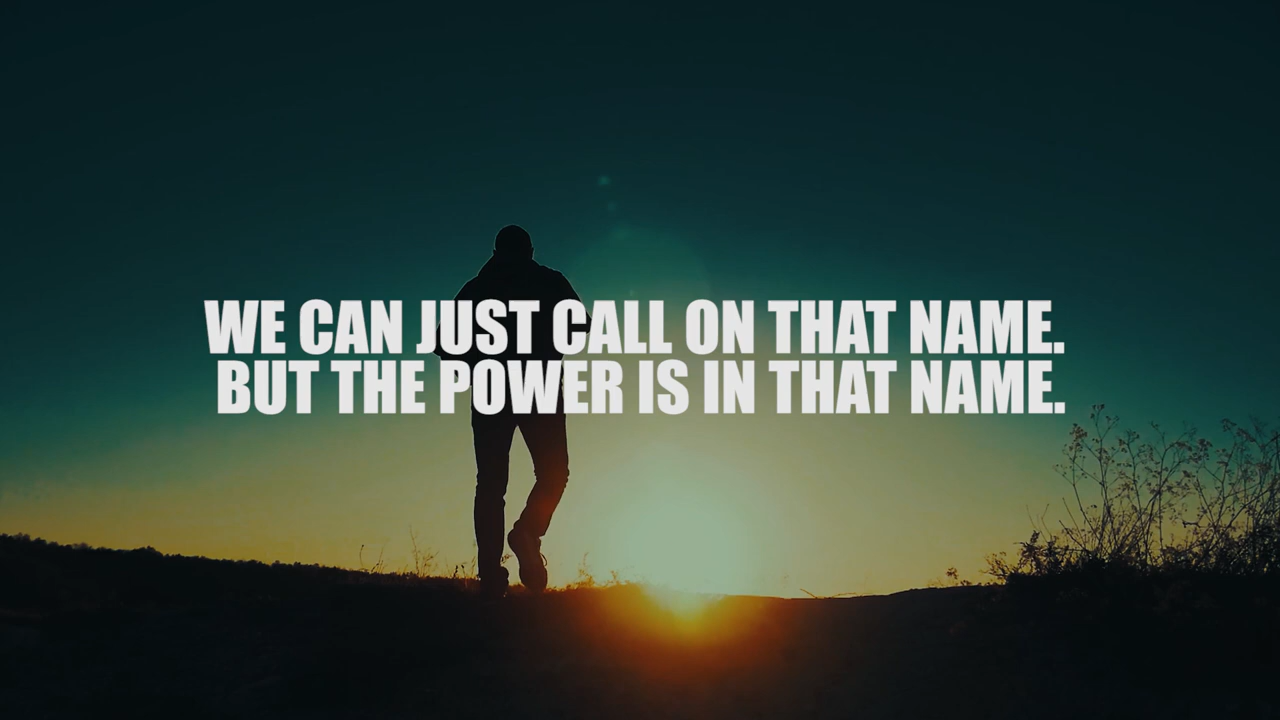 WE CAN JUST CALL ON THAT NAME.
BUT THE POWER IS IN THAT NAME.